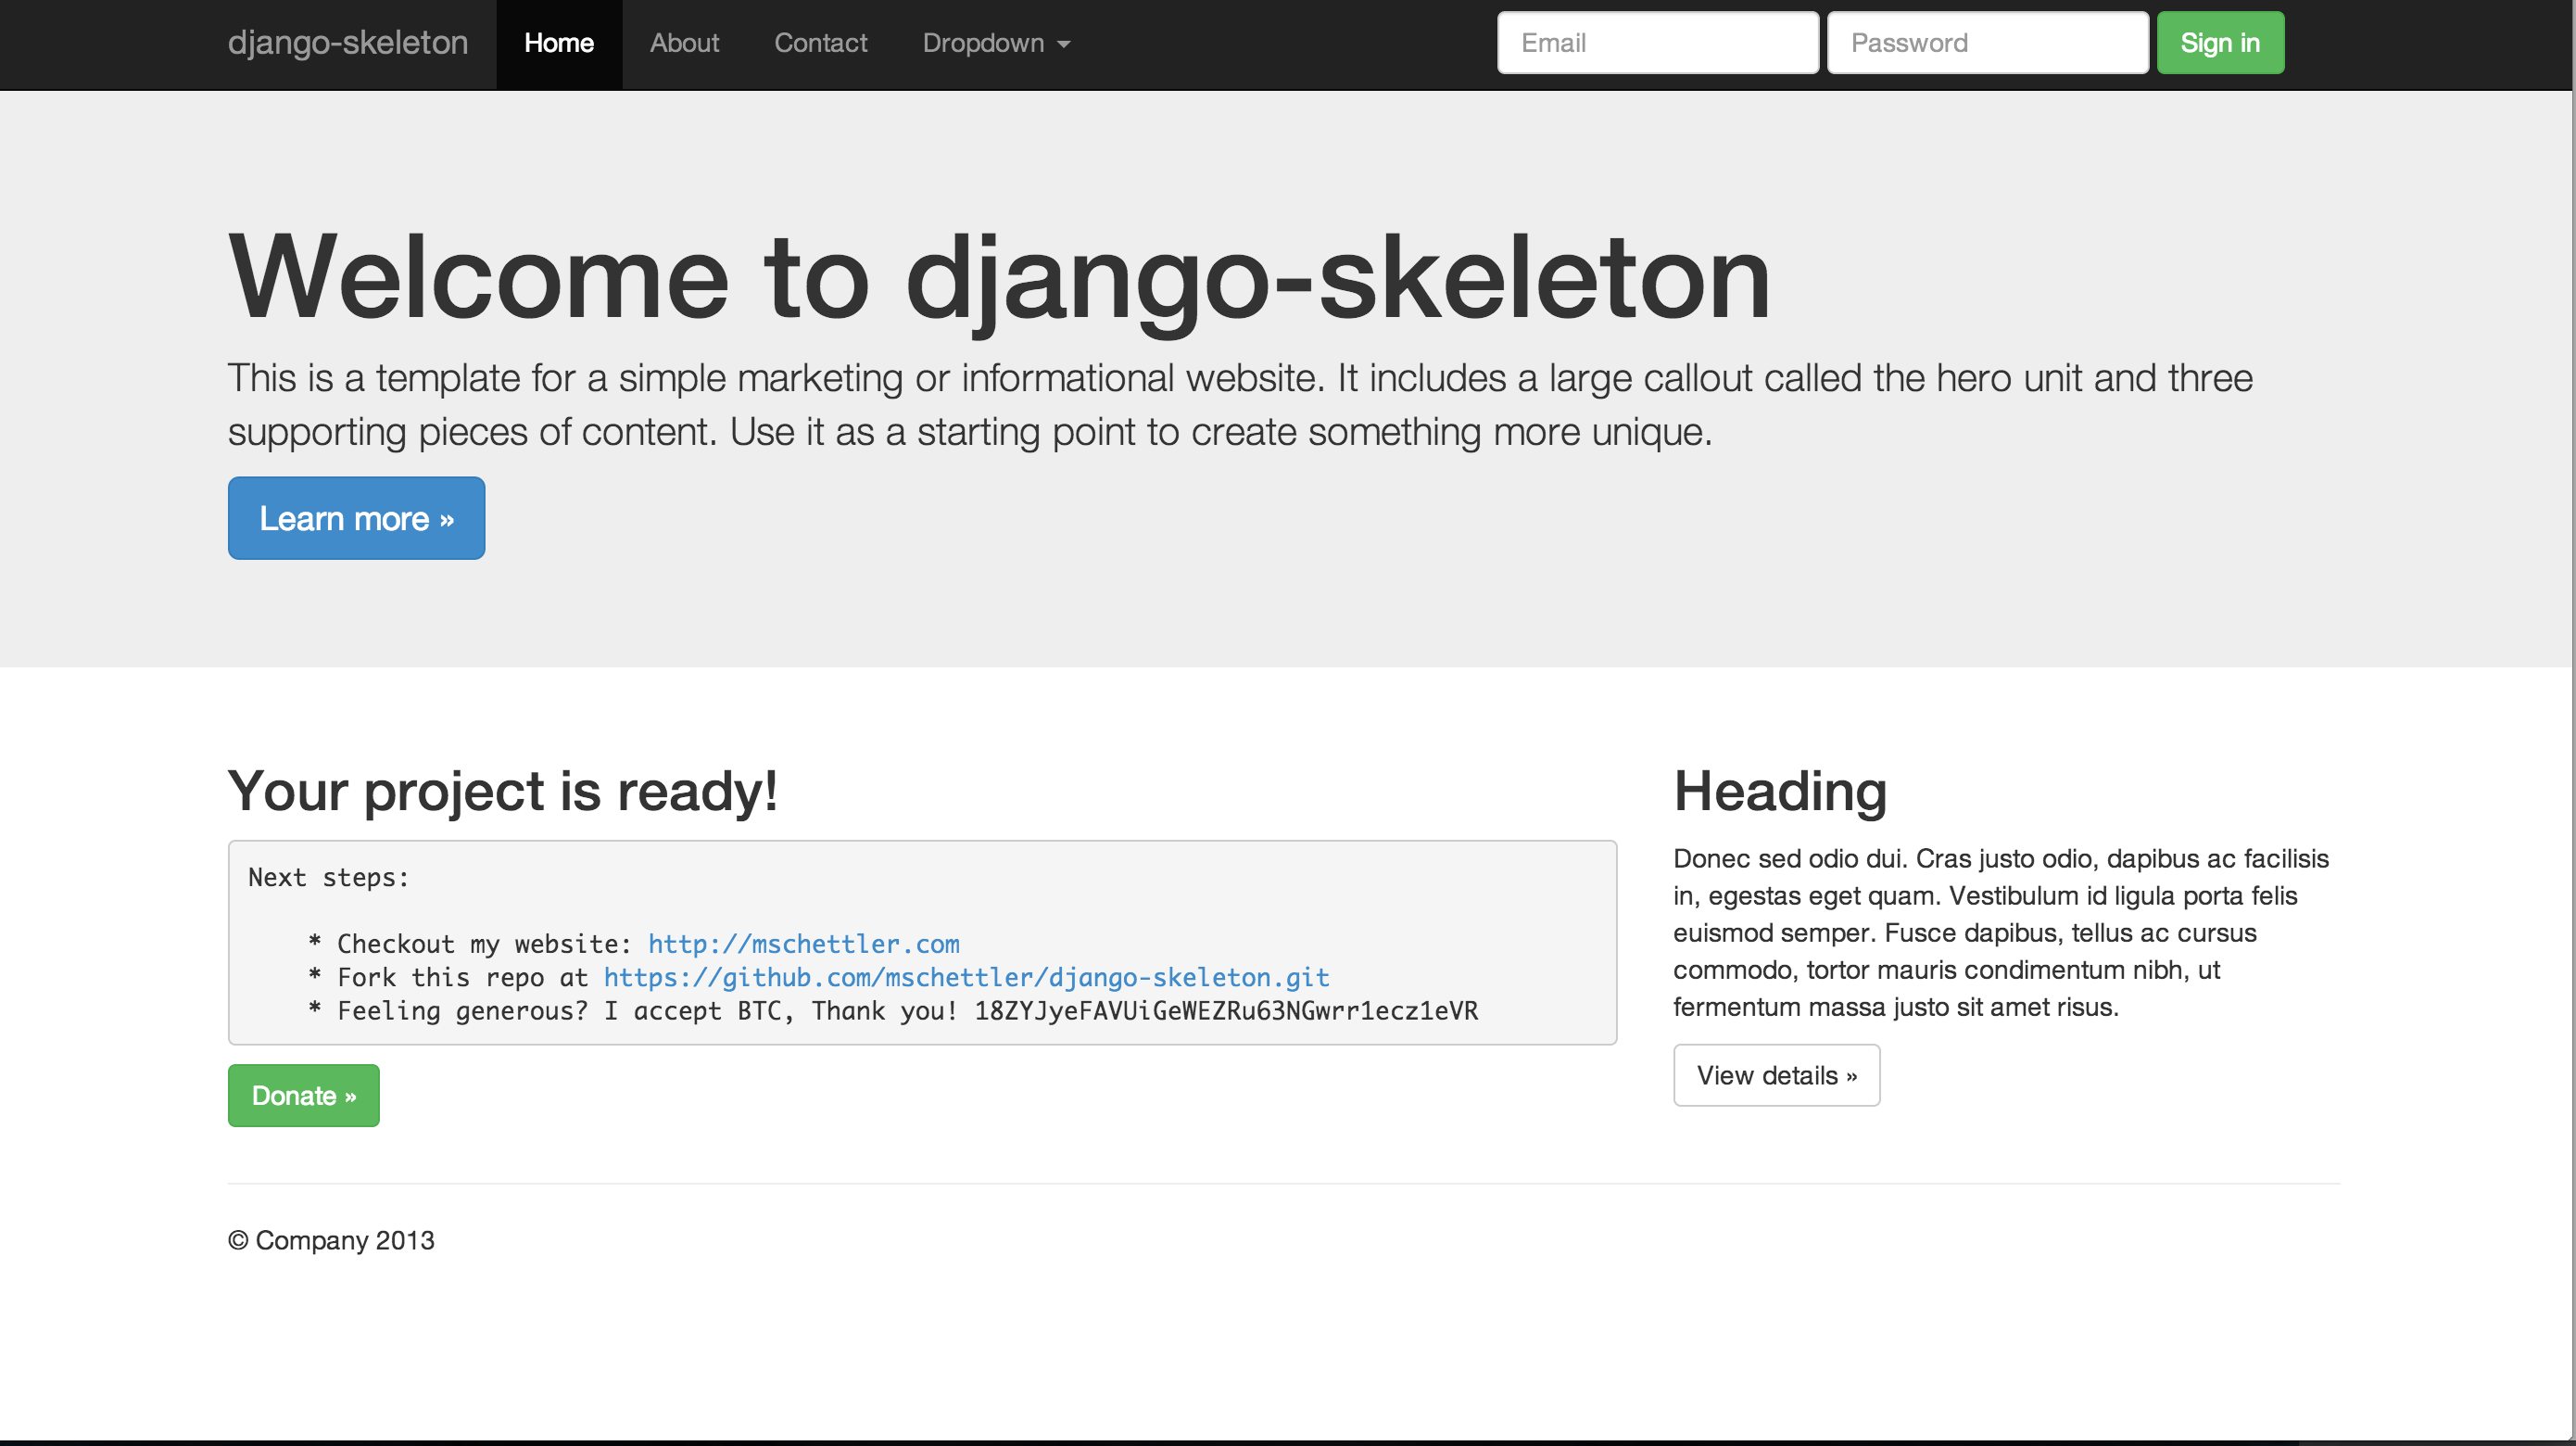 django-skeleton Home About Contact Dropdown Email Password Sign in
Welcome to django-skeleton
This is a template for a simple marketing or informational website. It includes a large callout called the hero unit and three
supporting pieces of content. Use it as a starting point to create something more unique.
Learn more »
Your project is ready!
Next steps:
* Checkout my website: http://mschettler.com
* Fork this repo at https://github.com/mschettler/django-skeleton.git
* Feeling generous? I accept BTC, Thank you! 18ZYJyeFAVUiGeWEZRu63NGwrr1ecz1eVR
Donate »
Heading
Donec sed odio dui. Cras justo odio, dapibus ac facilisis
in, egestas eget quam. Vestibulum id ligula porta felis
euismod semper. Fusce dapibus, tellus ac cursus
commodo, tortor mauris condimentum nibh, ut
fermentum massa justo sit amet risus.
View details »
© Company 2013